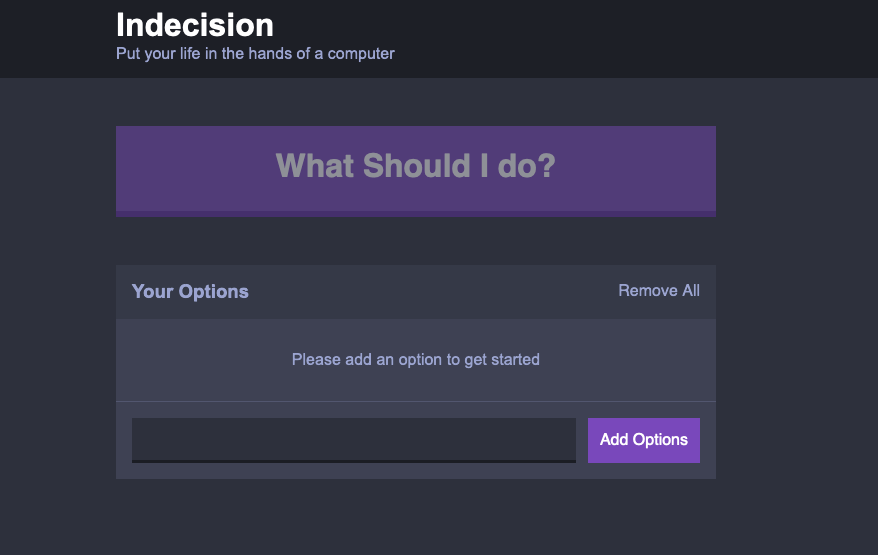 Indecision
Put your life in the hands of a computer
What Should I do?
Your Options
Remove All
Please add an option to get started
Add Options